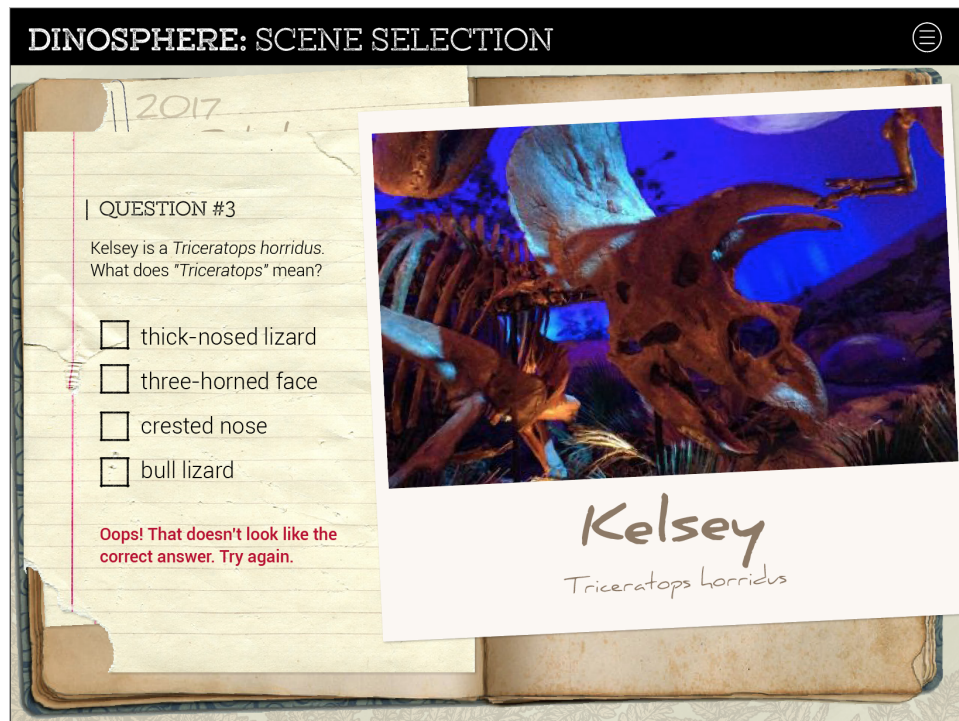 DINOSPHERE: SCENE SELECTION
2017
| QUESTION #3
Kelsey is a Triceratops horridus.
What does "Triceratops" mean?
thick-nosed lizard
three-horned face
crested nose
bull lizard
Oops! That doesn't look like the
correct answer. Try again.
Kelsey
Triceratops horridus